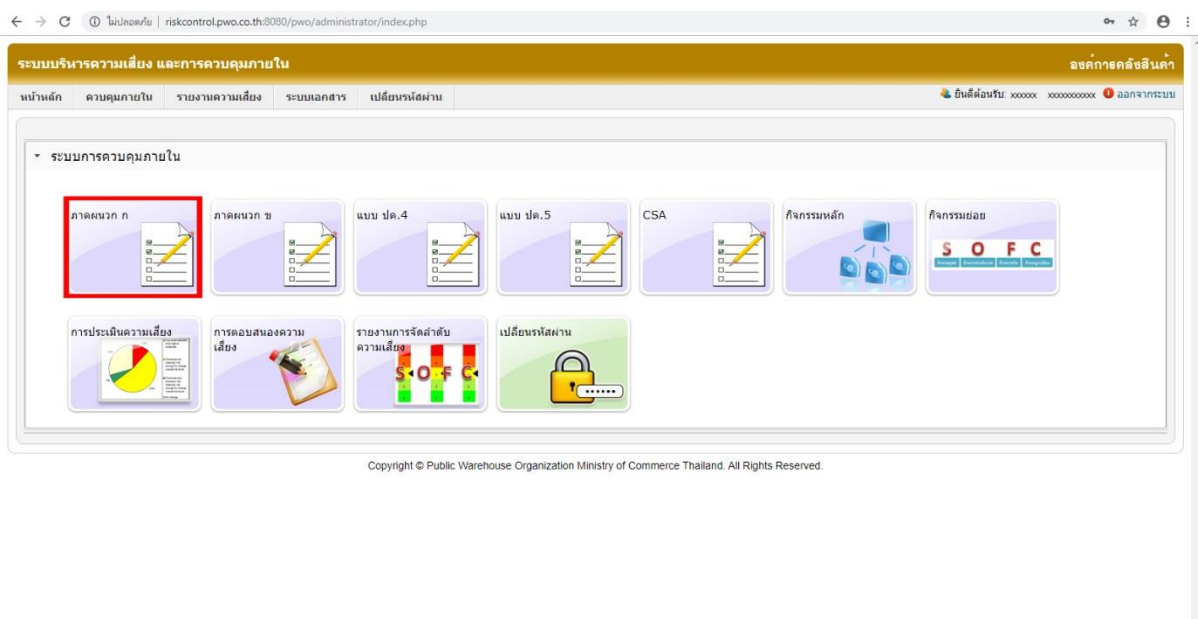 ไม่ปลอดภัย | riskcontrol.pwo.co.th:8080/pwo/administrator/index.php
ระบบบริหารความเสี่ยง และการควบคุมภายใน
องค์การคลังสินค้า
หน้าหลัก ควบคุมภายใน รายงานความเสี่ยง ระบบเอกสาร เปลี่ยนรหัสผ่าน
ยินดีต้อนรับ: xxxxxx xxxxxxxxxxx ออกจากระบบ
ระบบการควบคุมภายใน
ภาคผนวก ก
ภาคผนวก ข
แบบ ปค.4
แบบ ปค.5
CSA
กิจกรรมหลัก
กิจกรรมย่อย
S O F C
การประเมินความเสี่ยง
การตอบสนองความ
เสี่ยง
รายงานการจัดลำดับ
ความเสี่ยง
S O F C
เปลี่ยนรหัสผ่าน
Copyright © Public Warehouse Organization Ministry of Commerce Thailand. All Rights Reserved.